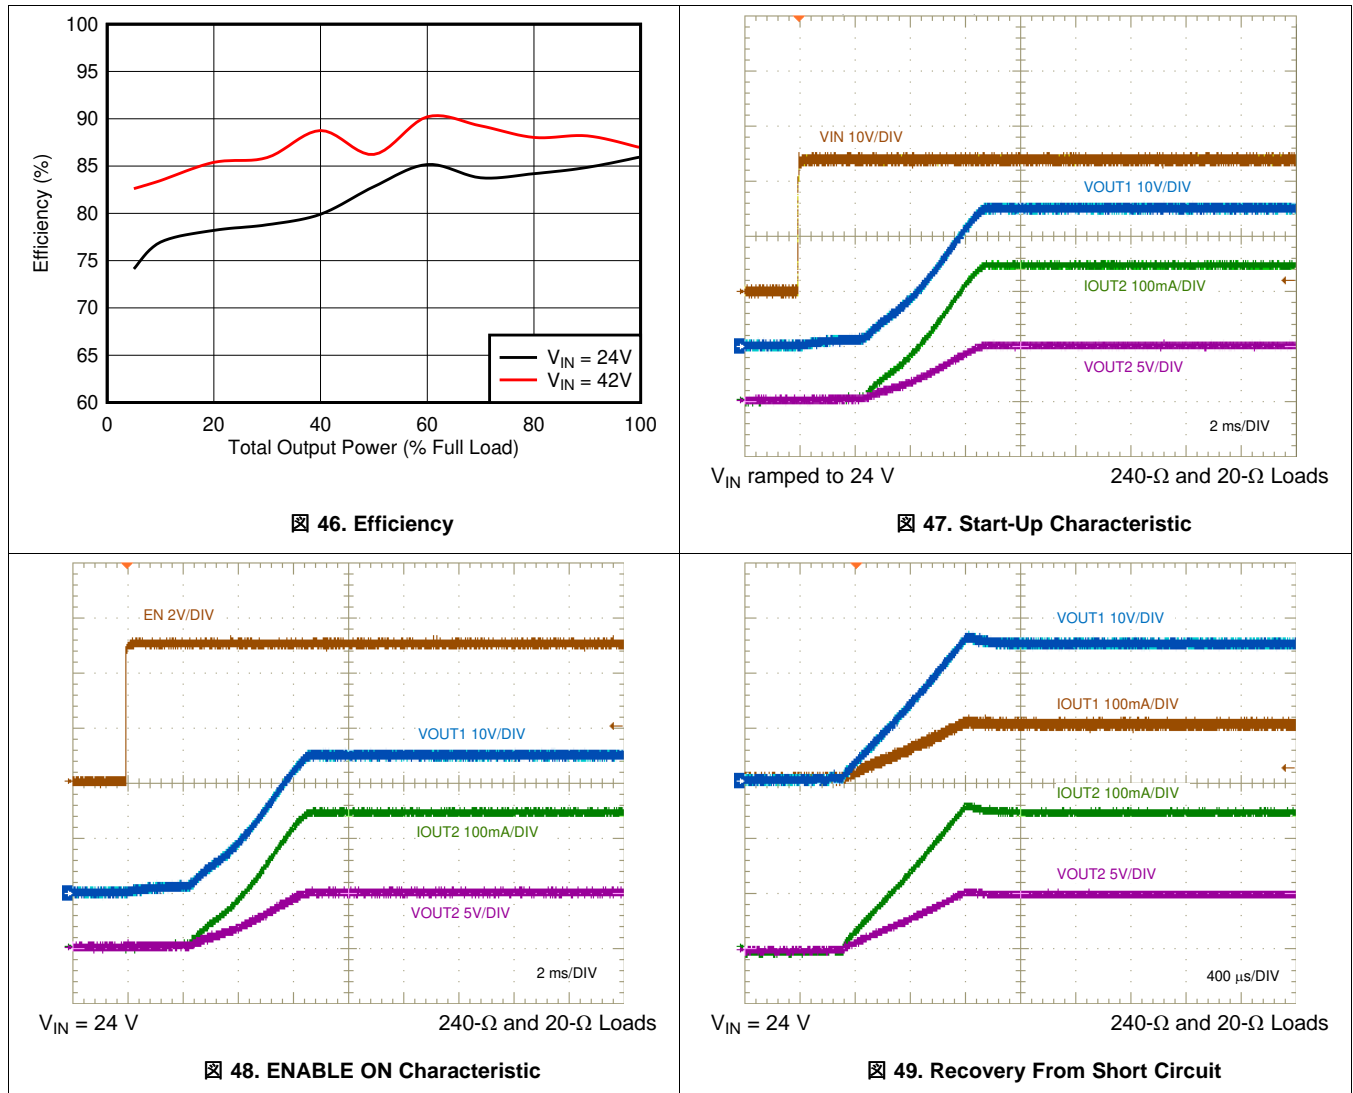 100
95
90
85
80
75
70
65
60
Efficiency (%)
0 20 40 60 80 100
Total Output Power (% Full Load)
V_IN = 24V
V_IN = 42V
図 46. Efficiency
VIN 10V/DIV
VOUT1 10V/DIV
IOUT2 100mA/DIV
VOUT2 5V/DIV
2 ms/DIV
V_IN ramped to 24 V 240-Ω and 20-Ω Loads
図 47. Start-Up Characteristic
EN 2V/DIV
VOUT1 10V/DIV
IOUT2 100mA/DIV
VOUT2 5V/DIV
2 ms/DIV
V_IN = 24 V 240-Ω and 20-Ω Loads
図 48. ENABLE ON Characteristic
VOUT1 10V/DIV
IOUT1 100mA/DIV
IOUT2 100mA/DIV
VOUT2 5V/DIV
400 μs/DIV
V_IN = 24 V 240-Ω and 20-Ω Loads
図 49. Recovery From Short Circuit